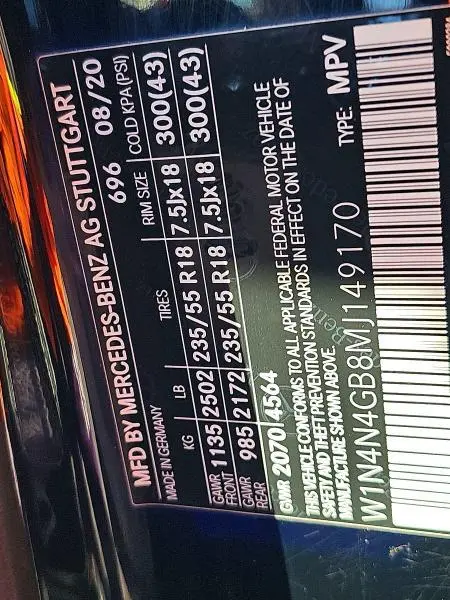 MFD BY MERCEDES-BENZ AG STUTTGART
MADE IN GERMANY 696 08/20
KG LB TIRES RIM SIZE COLD KPA (PSI)
GAWR FRONT 1135 2502 235/55 R18 7.5Jx18 300(43)
GAWR REAR 985 2172 235/55 R18 7.5Jx18 300(43)
GWR 2070 4564
THIS VEHICLE CONFORMS TO ALL APPLICABLE FEDERAL MOTOR VEHICLE
SAFETY AND THEFT PREVENTION STANDARDS IN EFFECT ON THE DATE OF
MANUFACTURE SHOWN ABOVE.
W1N4N4GB8MJ149170 TYPE: MPV